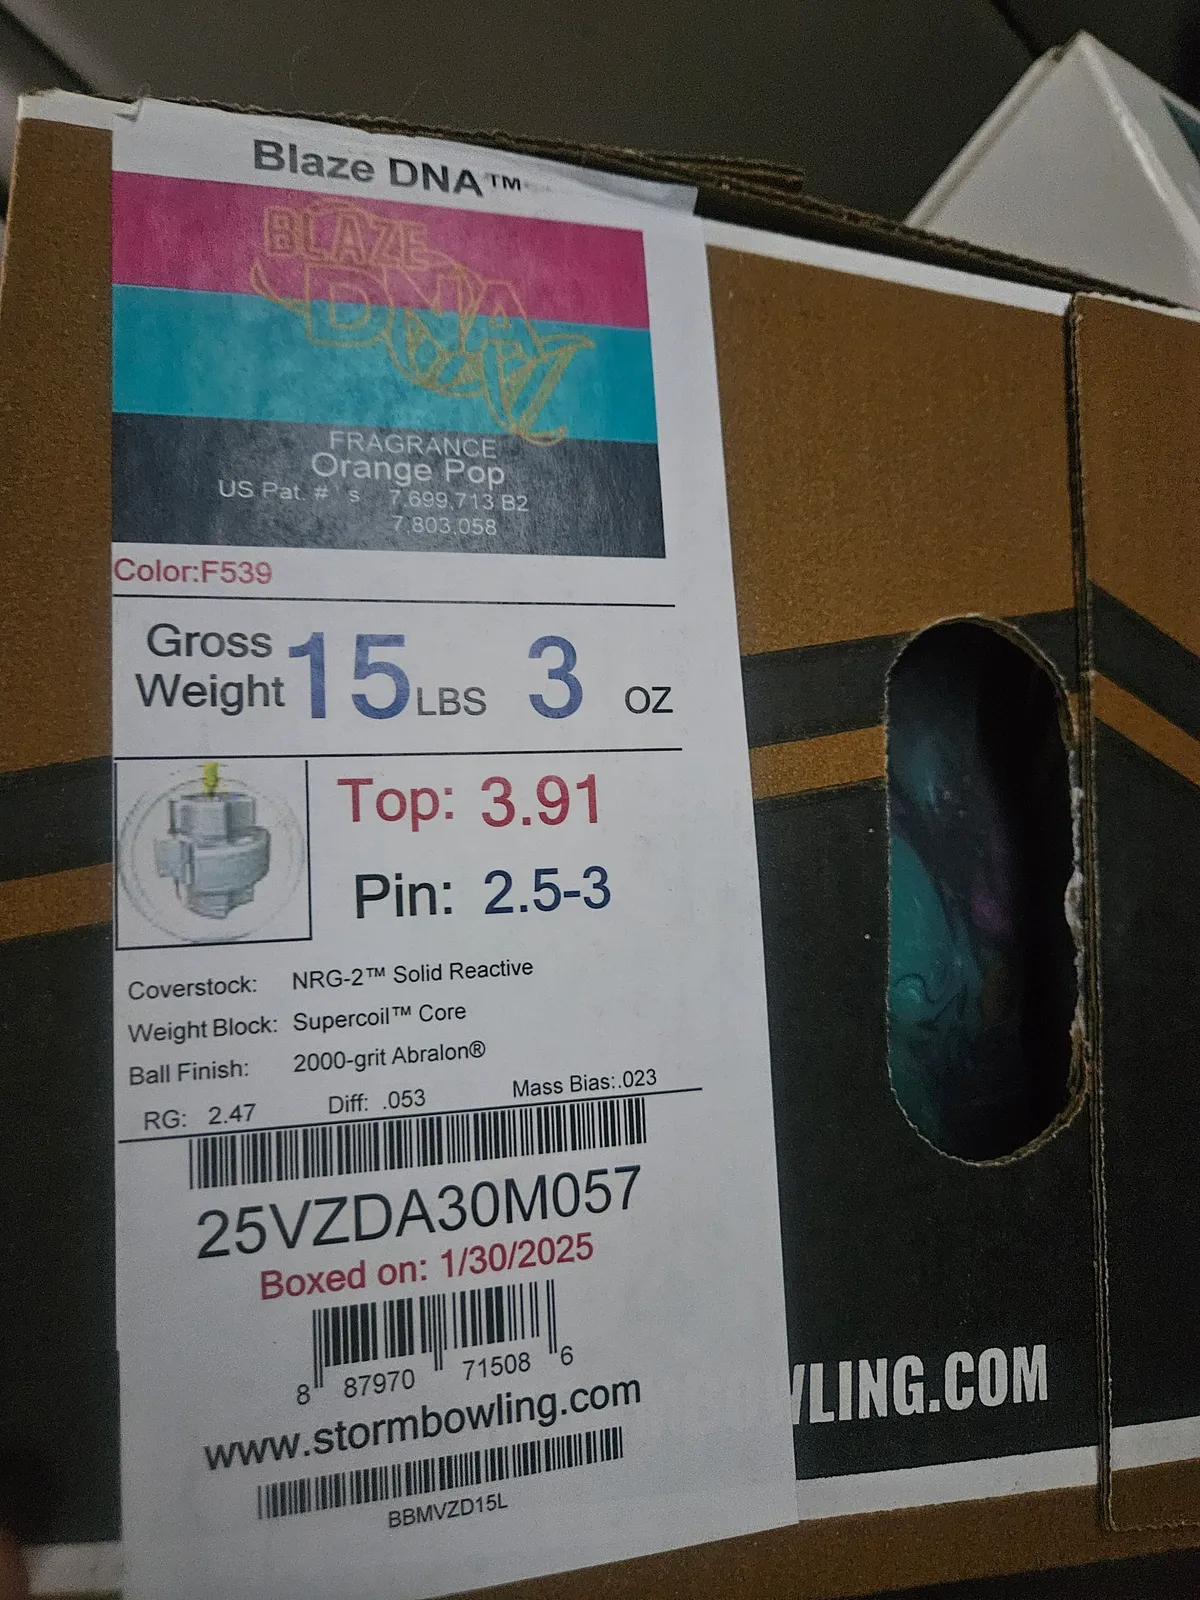 Blaze DNA™
BLAZE
DNA
FRAGRANCE
Orange Pop
US Pat. #'s 7,699,713 B2
7,803,058
Color:F539
Gross Weight 15 LBS 3 OZ
Top: 3.91
Pin: 2.5-3
Coverstock: NRG-2™ Solid Reactive
Weight Block: Supercoil™ Core
Ball Finish: 2000-grit Abralon®
RG: 2.47 Diff: .053 Mass Bias:.023
25VZDA30M057
Boxed on: 1/30/2025
8 87970 71508 6
www.stormbowling.com
BBMVZD15L
WLING.COM